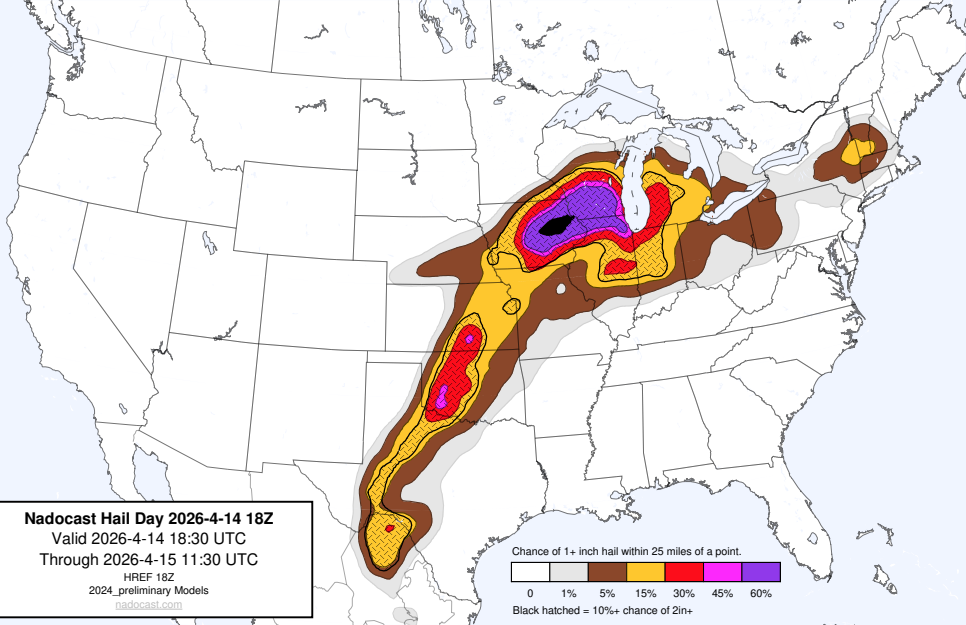 Nadocast Hail Day 2026-4-14 18Z
Valid 2026-4-14 18:30 UTC
Through 2026-4-15 11:30 UTC
HREF 18Z
2024_preliminary Models
nadocast.com
Chance of 1+ inch hail within 25 miles of a point.
0 1% 5% 15% 30% 45% 60%
Black hatched = 10%+ chance of 2in+